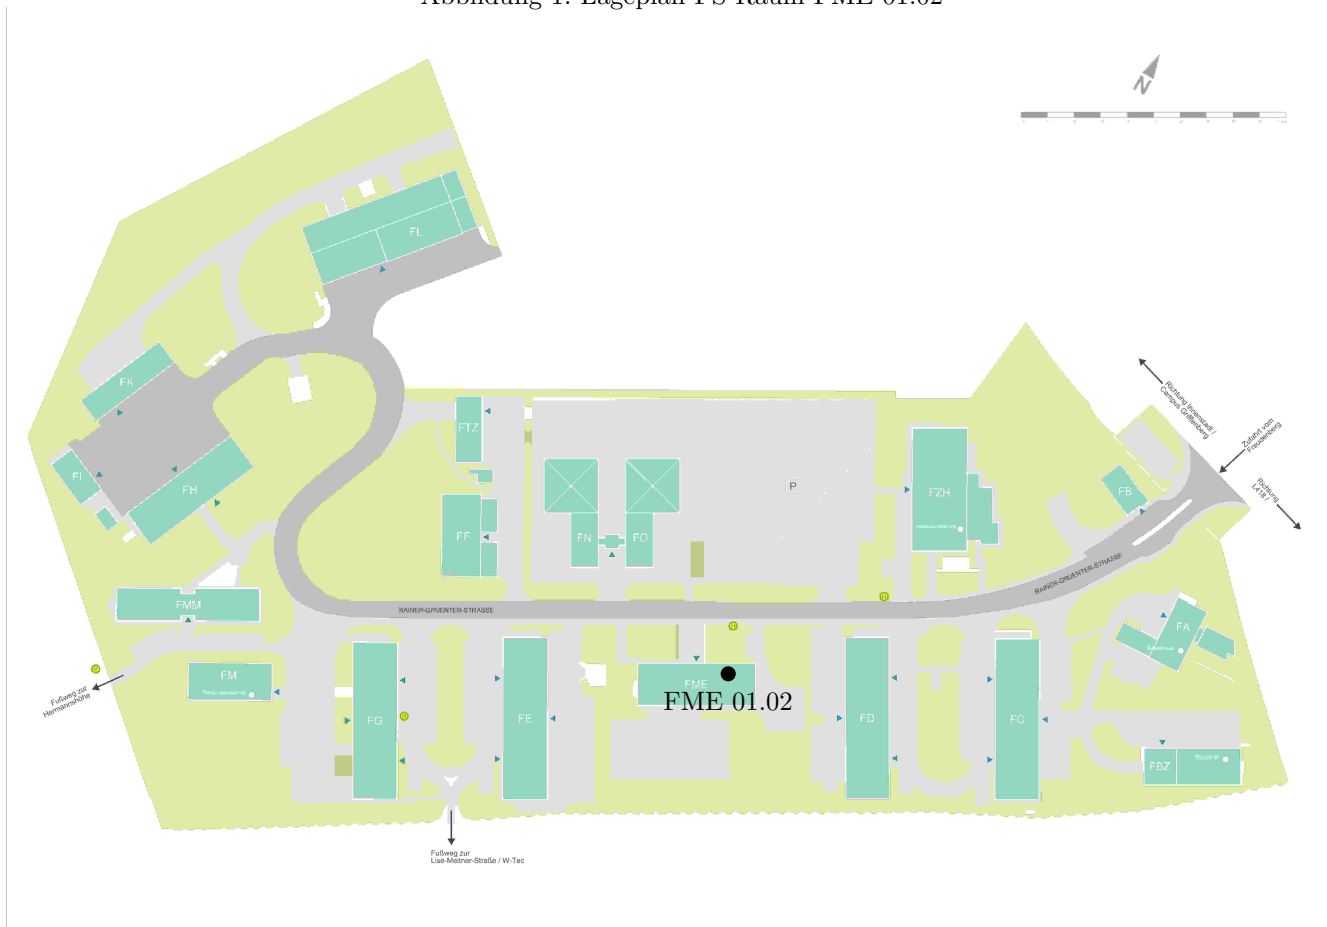 Abbildung 1: Lageplan FS-Raum FME 01.02
N
FL
FK
FI
FH
FTZ
FF
FN
FO
P
FZH
FB
Richtung Innenstadt /
Campus Grifflenberg
Zufahrt vom
Freudenberg
Richtung
L418 /
RAINER-GRUENTER-STRASSE
RAINER-GRUENTER-STRASSE
FMM
FM
Fußweg zur
Hermannshöhe
FG
FE
FME
FME 01.02
FD
FC
FA
FBZ
Fußweg zur
Lise-Meitner-Straße / W-Tec